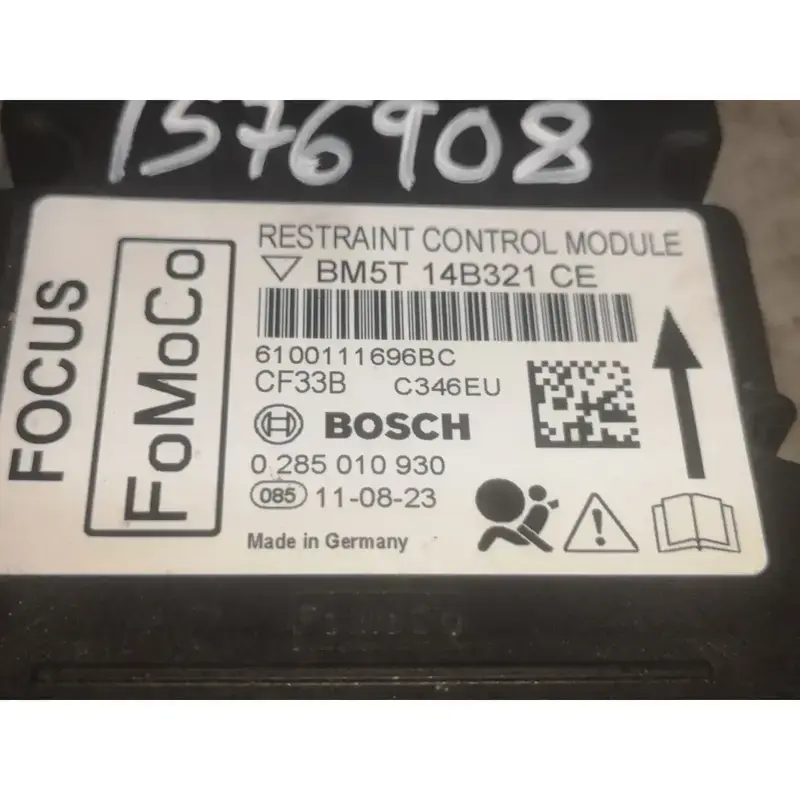 1576908
FOCUS
FoMoCo
RESTRAINT CONTROL MODULE
BM5T 14B321 CE
6100111696BC
CF33B C346EU
BOSCH
0 285 010 930
085 11-08-23
Made in Germany
FoMoCo